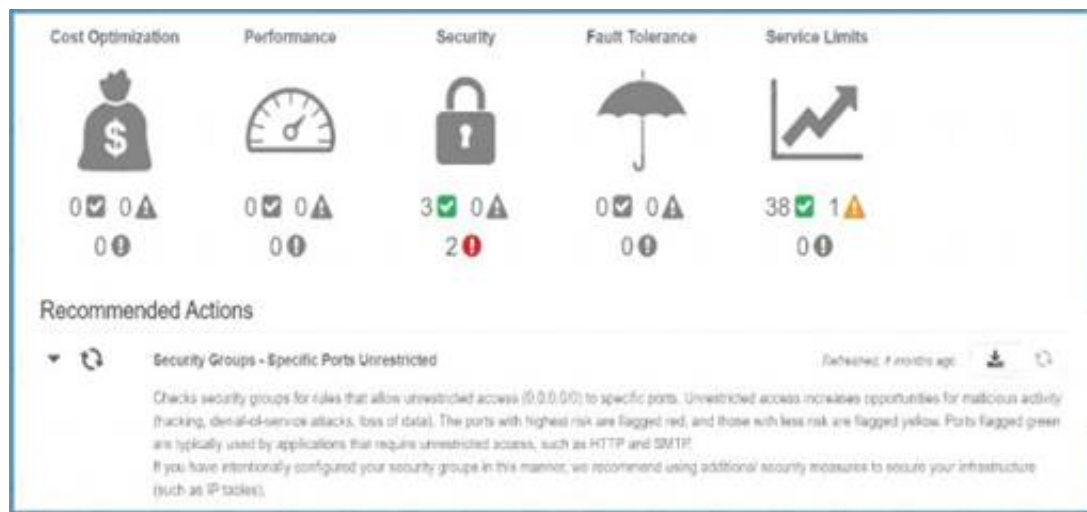 Cost Optimization Performance Security Fault Tolerance Service Limits
$
0 0 0 0 3 0 0 0 38 1
0 0 2 0 0
Recommended Actions
Security Groups - Specific Ports Unrestricted Refreshed: months ago
Checks security groups for rules that allow unrestricted access (0.0.0.0/0) to specific ports. Unrestricted access increases opportunities for malicious activity
(hacking, denial-of-service attacks, loss of data). The ports with highest risk are flagged red, and those with less risk are flagged yellow. Ports flagged green
are typically used by applications that require unrestricted access, such as HTTP and SMTP.
If you have intentionally configured your security groups in this manner, we recommend using additional security measures to secure your infrastructure
(such as IP tables).